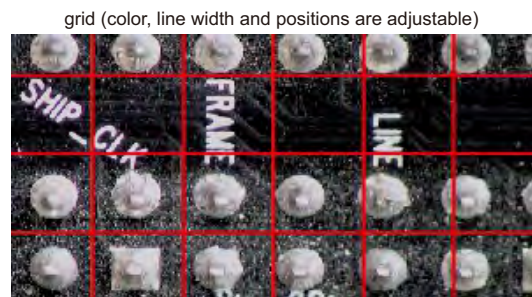 grid (color, line width and positions are adjustable)
SHIP_CLK
FRAME
LINE